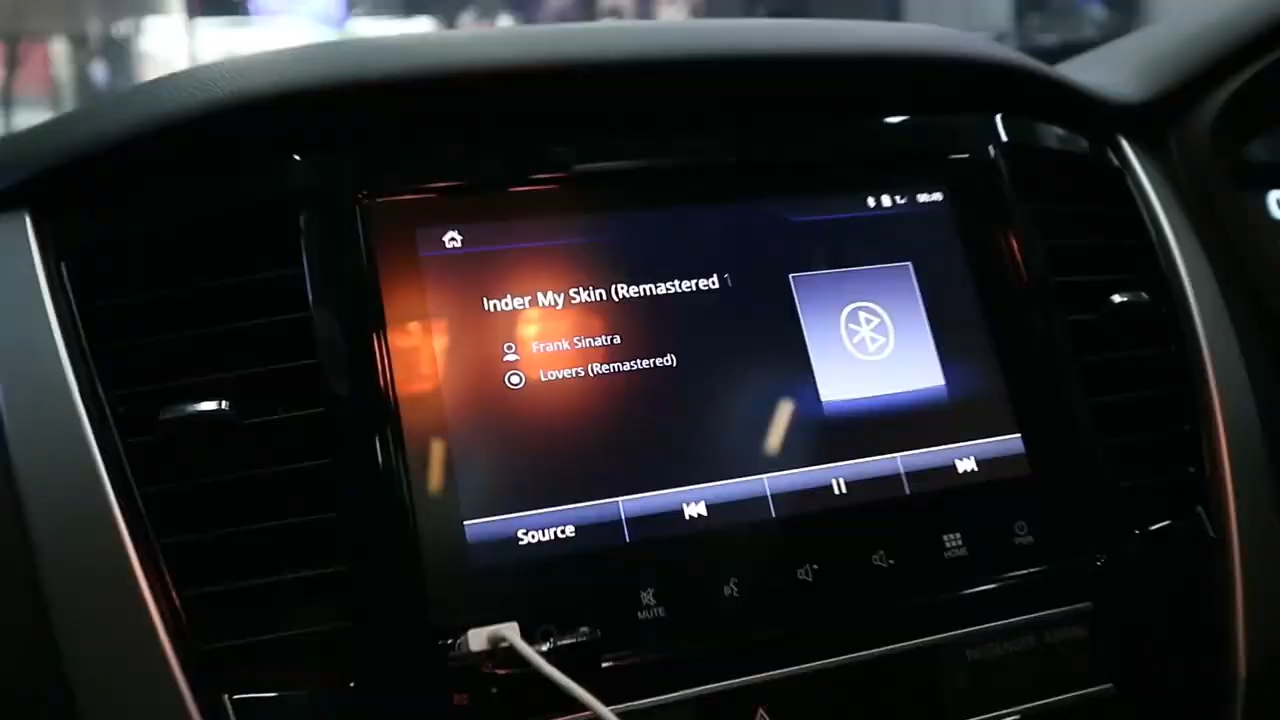 Inder My Skin (Remastered 1
Frank Sinatra
Lovers (Remastered)
Source
MUTE
HOME